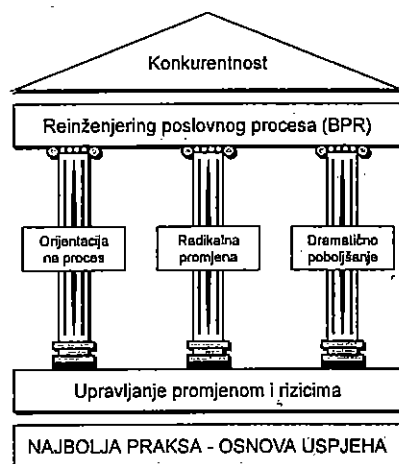 Konkurentnost
Reinženjering poslovnog procesa (BPR)
Orijentacija
na proces
Radikalna
promjena
Dramatično
poboljšanje
Upravljanje promjenom i rizicima
NAJBOLJA PRAKSA - OSNOVA USPJEHA